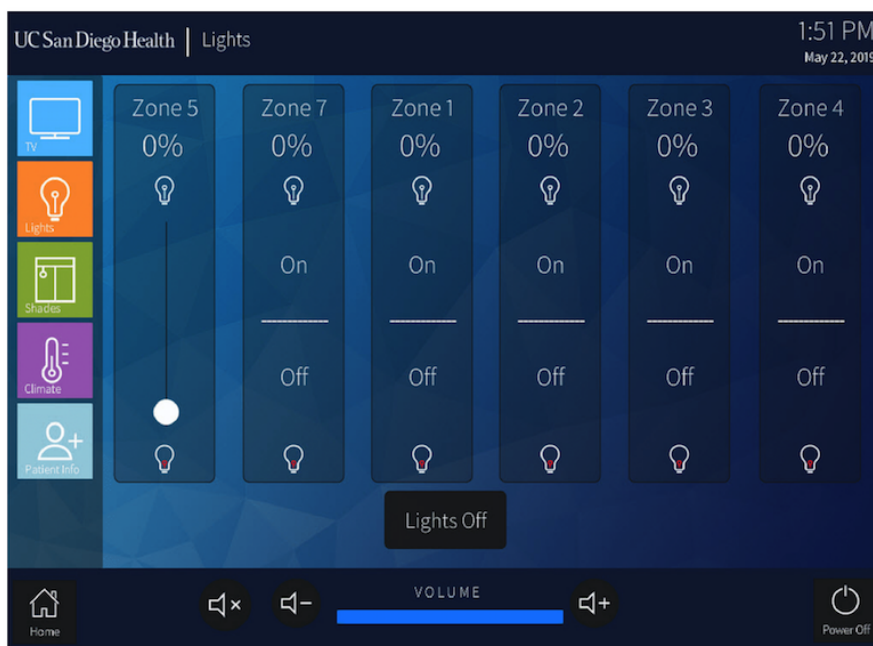 UC San Diego Health | Lights
1:51 PM
May 22, 2019
TV
Lights
Shades
Climate
Patient Info
Zone 5
0%
Zone 7
0%
On
Off
Zone 1
0%
On
Off
Zone 2
0%
On
Off
Zone 3
0%
On
Off
Zone 4
0%
On
Off
Lights Off
Home
VOLUME
Power Off